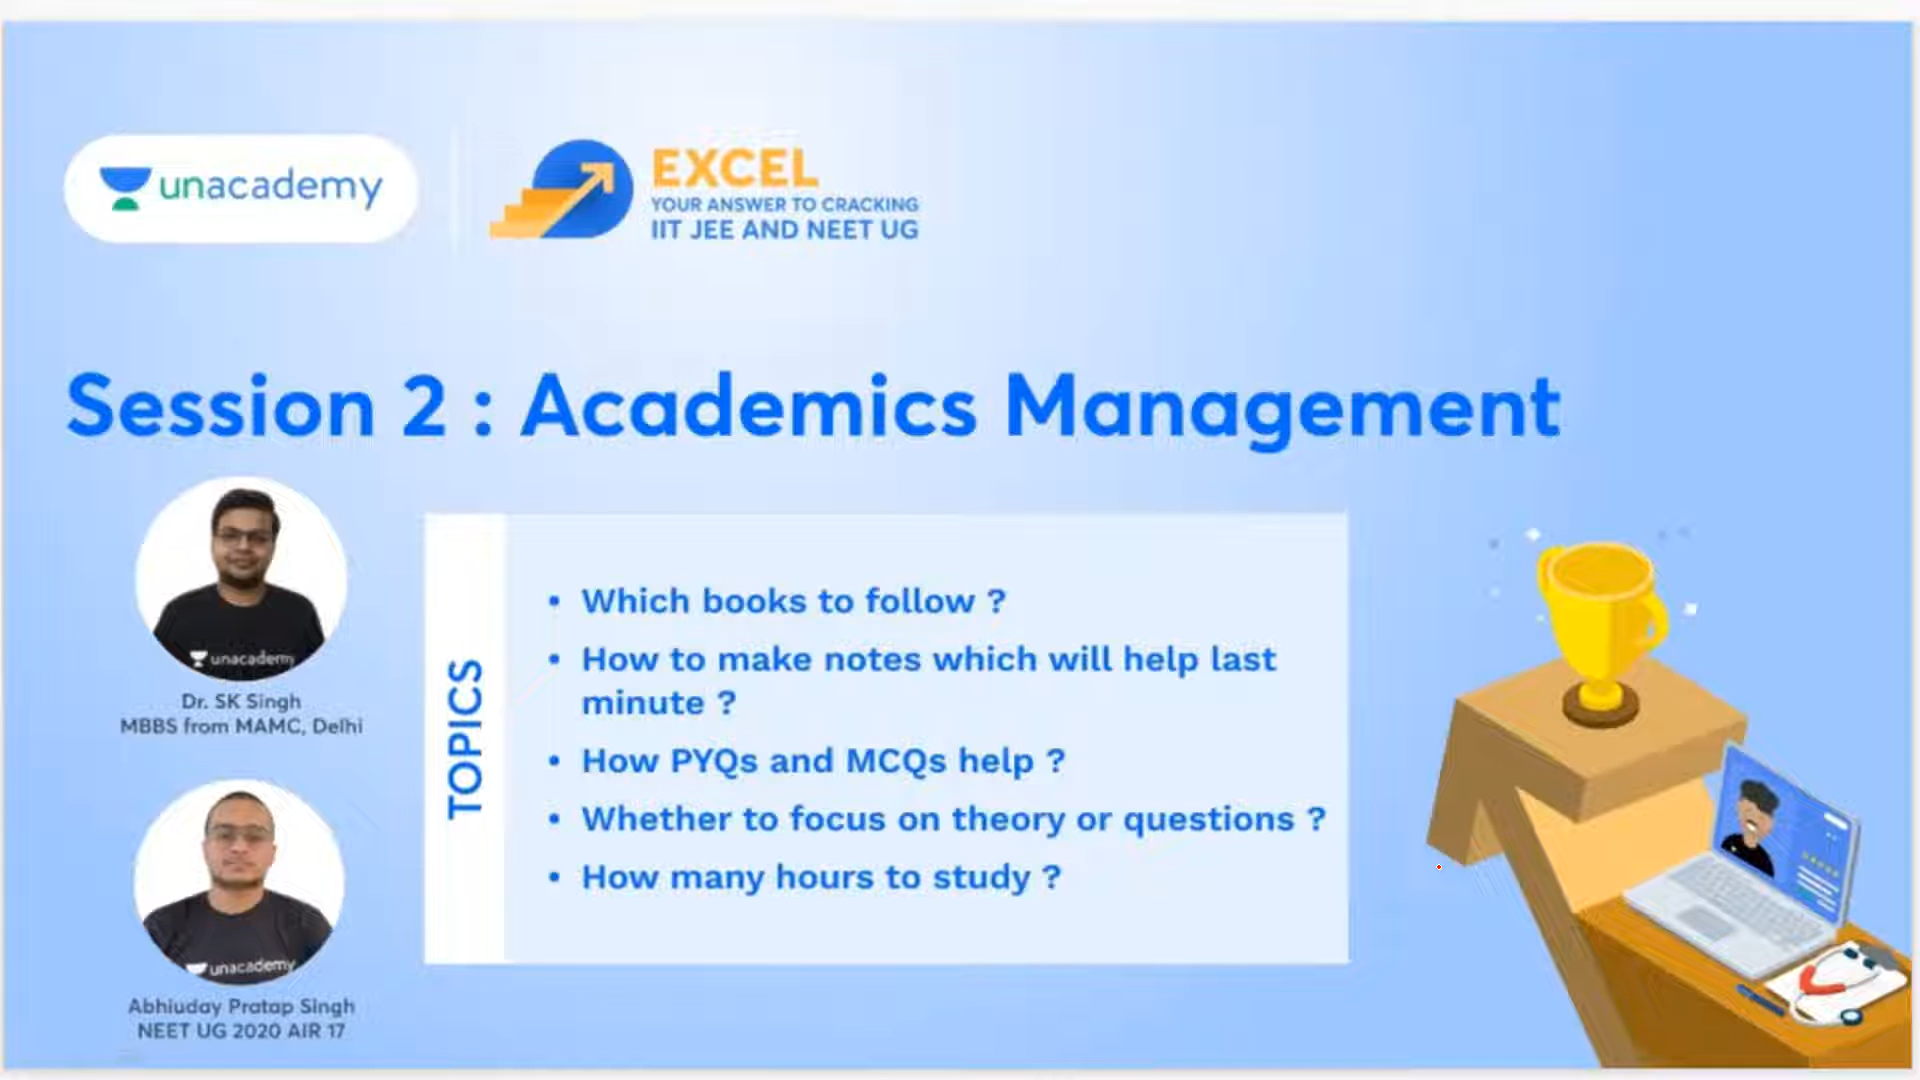 unacademy
EXCEL
YOUR ANSWER TO CRACKING
IIT JEE AND NEET UG
Session 2 : Academics Management
unacademy
Dr. SK Singh
MBBS from MAMC, Delhi
unacademy
Abhiuday Pratap Singh
NEET UG 2020 AIR 17
TOPICS
• Which books to follow ?
• How to make notes which will help last
minute ?
• How PYQs and MCQs help ?
• Whether to focus on theory or questions ?
• How many hours to study ?